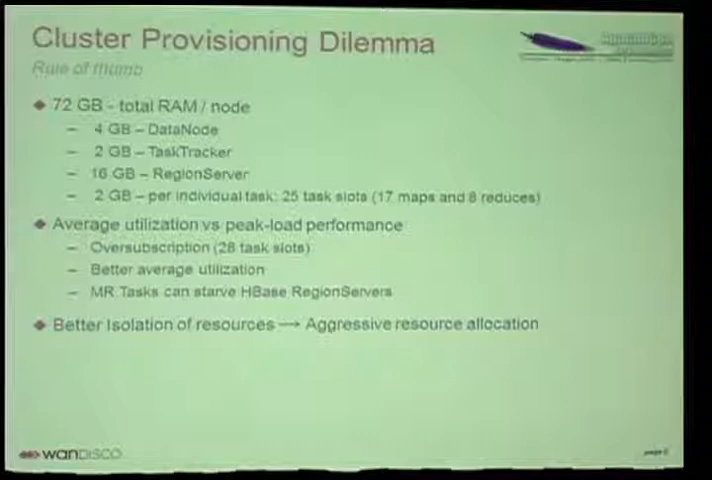 Cluster Provisioning Dilemma
Rule of thumb
72 GB - total RAM / node
– 4 GB – DataNode
– 2 GB – TaskTracker
– 16 GB – RegionServer
– 2 GB – per individual task: 25 task slots (17 maps and 8 reduces)
Average utilization vs peak-load performance
– Oversubscription (28 task slots)
– Better average utilization
– MR Tasks can starve HBase RegionServers
Better Isolation of resources → Aggressive resource allocation
WANDISCO
page